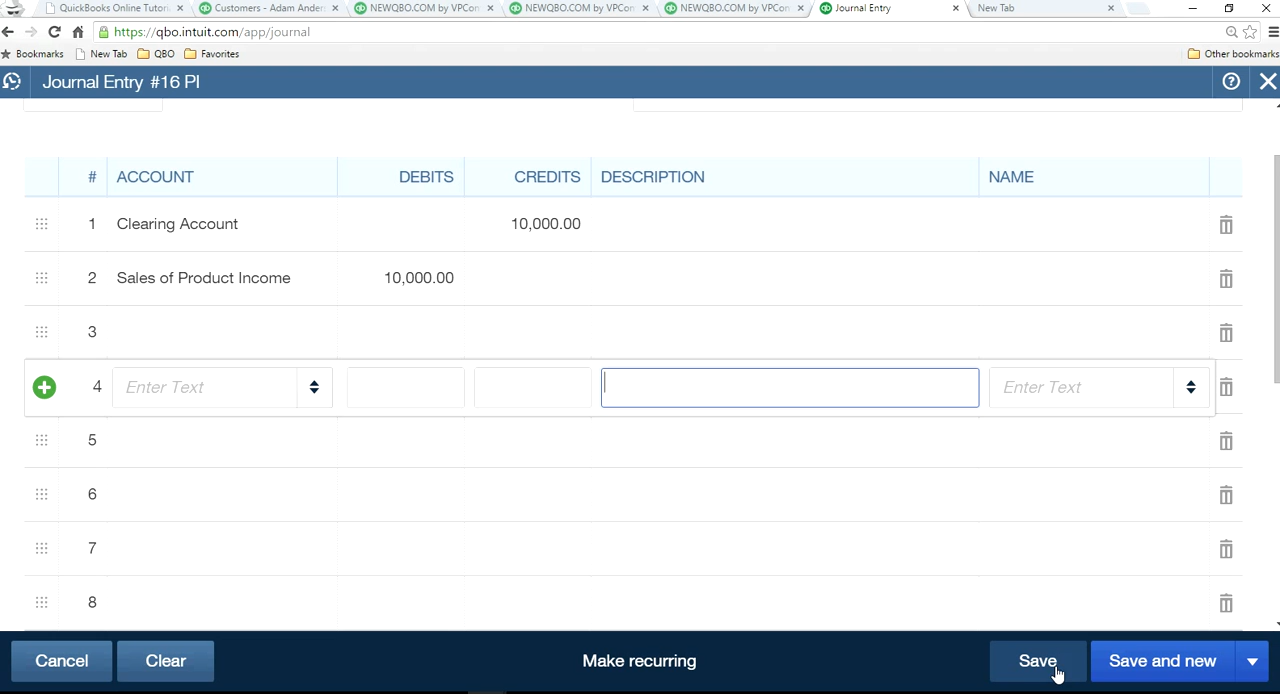 QuickBooks Online Tutori
Customers - Adam Ander
NEWQBO.COM by VPCon
NEWQBO.COM by VPCon
NEWQBO.COM by VPCon
Journal Entry
New Tab
https://qbo.intuit.com/app/journal
Bookmarks New Tab QBO Favorites Other bookmarks
Journal Entry #16 PI
# ACCOUNT DEBITS CREDITS DESCRIPTION NAME
1 Clearing Account 10,000.00
2 Sales of Product Income 10,000.00
3
4 Enter Text Enter Text
5
6
7
8
Cancel Clear Make recurring Save Save and new